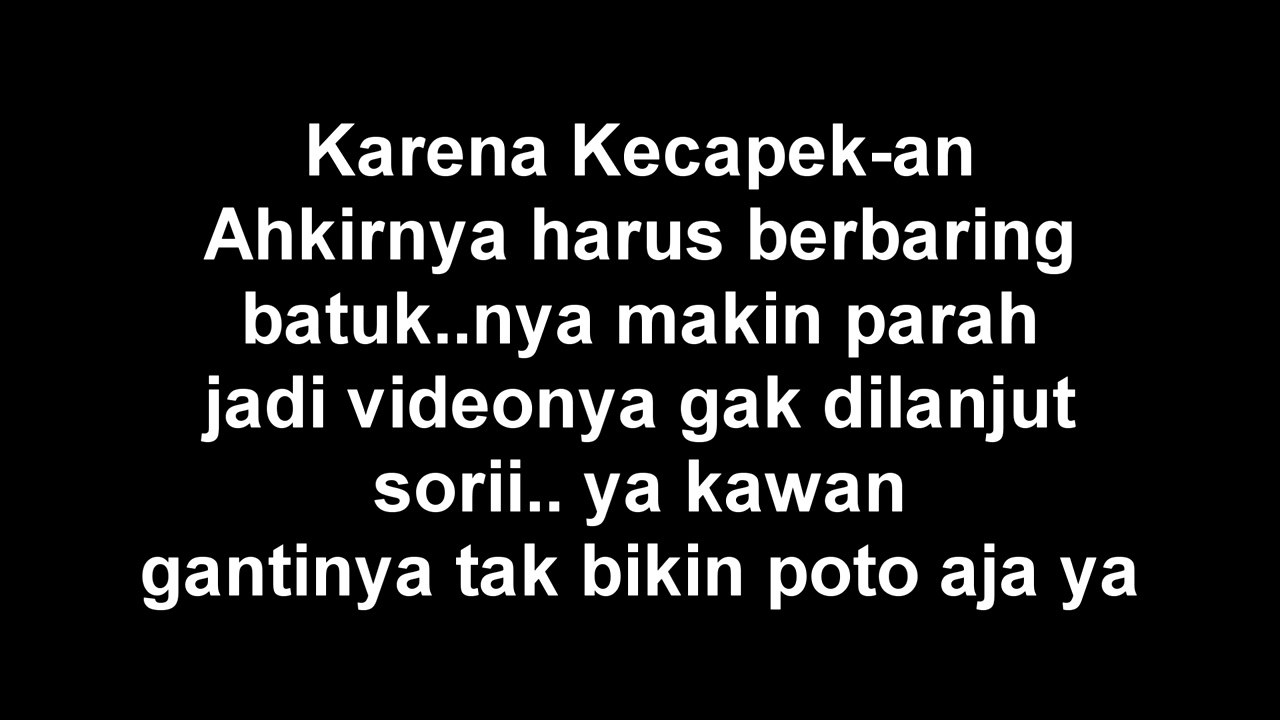 Karena Kecapek-an
Ahkirnya harus berbaring
batuk..nya makin parah
jadi videonya gak dilanjut
sorii.. ya kawan
gantinya tak bikin poto aja ya